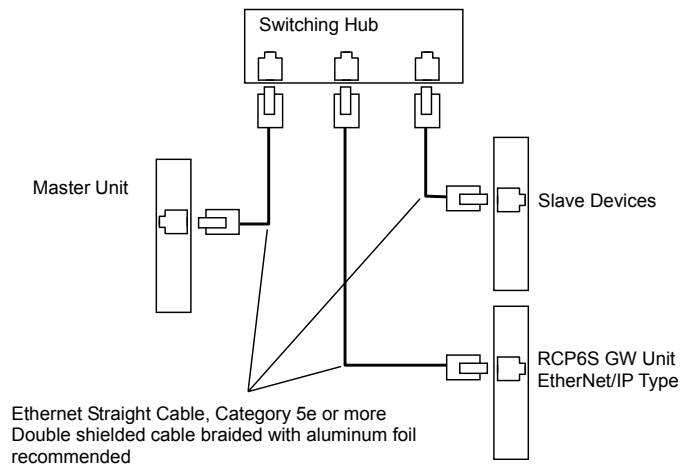 Switching Hub
Master Unit
Slave Devices
RCP6S GW Unit
EtherNet/IP Type
Ethernet Straight Cable, Category 5e or more
Double shielded cable braided with aluminum foil
recommended